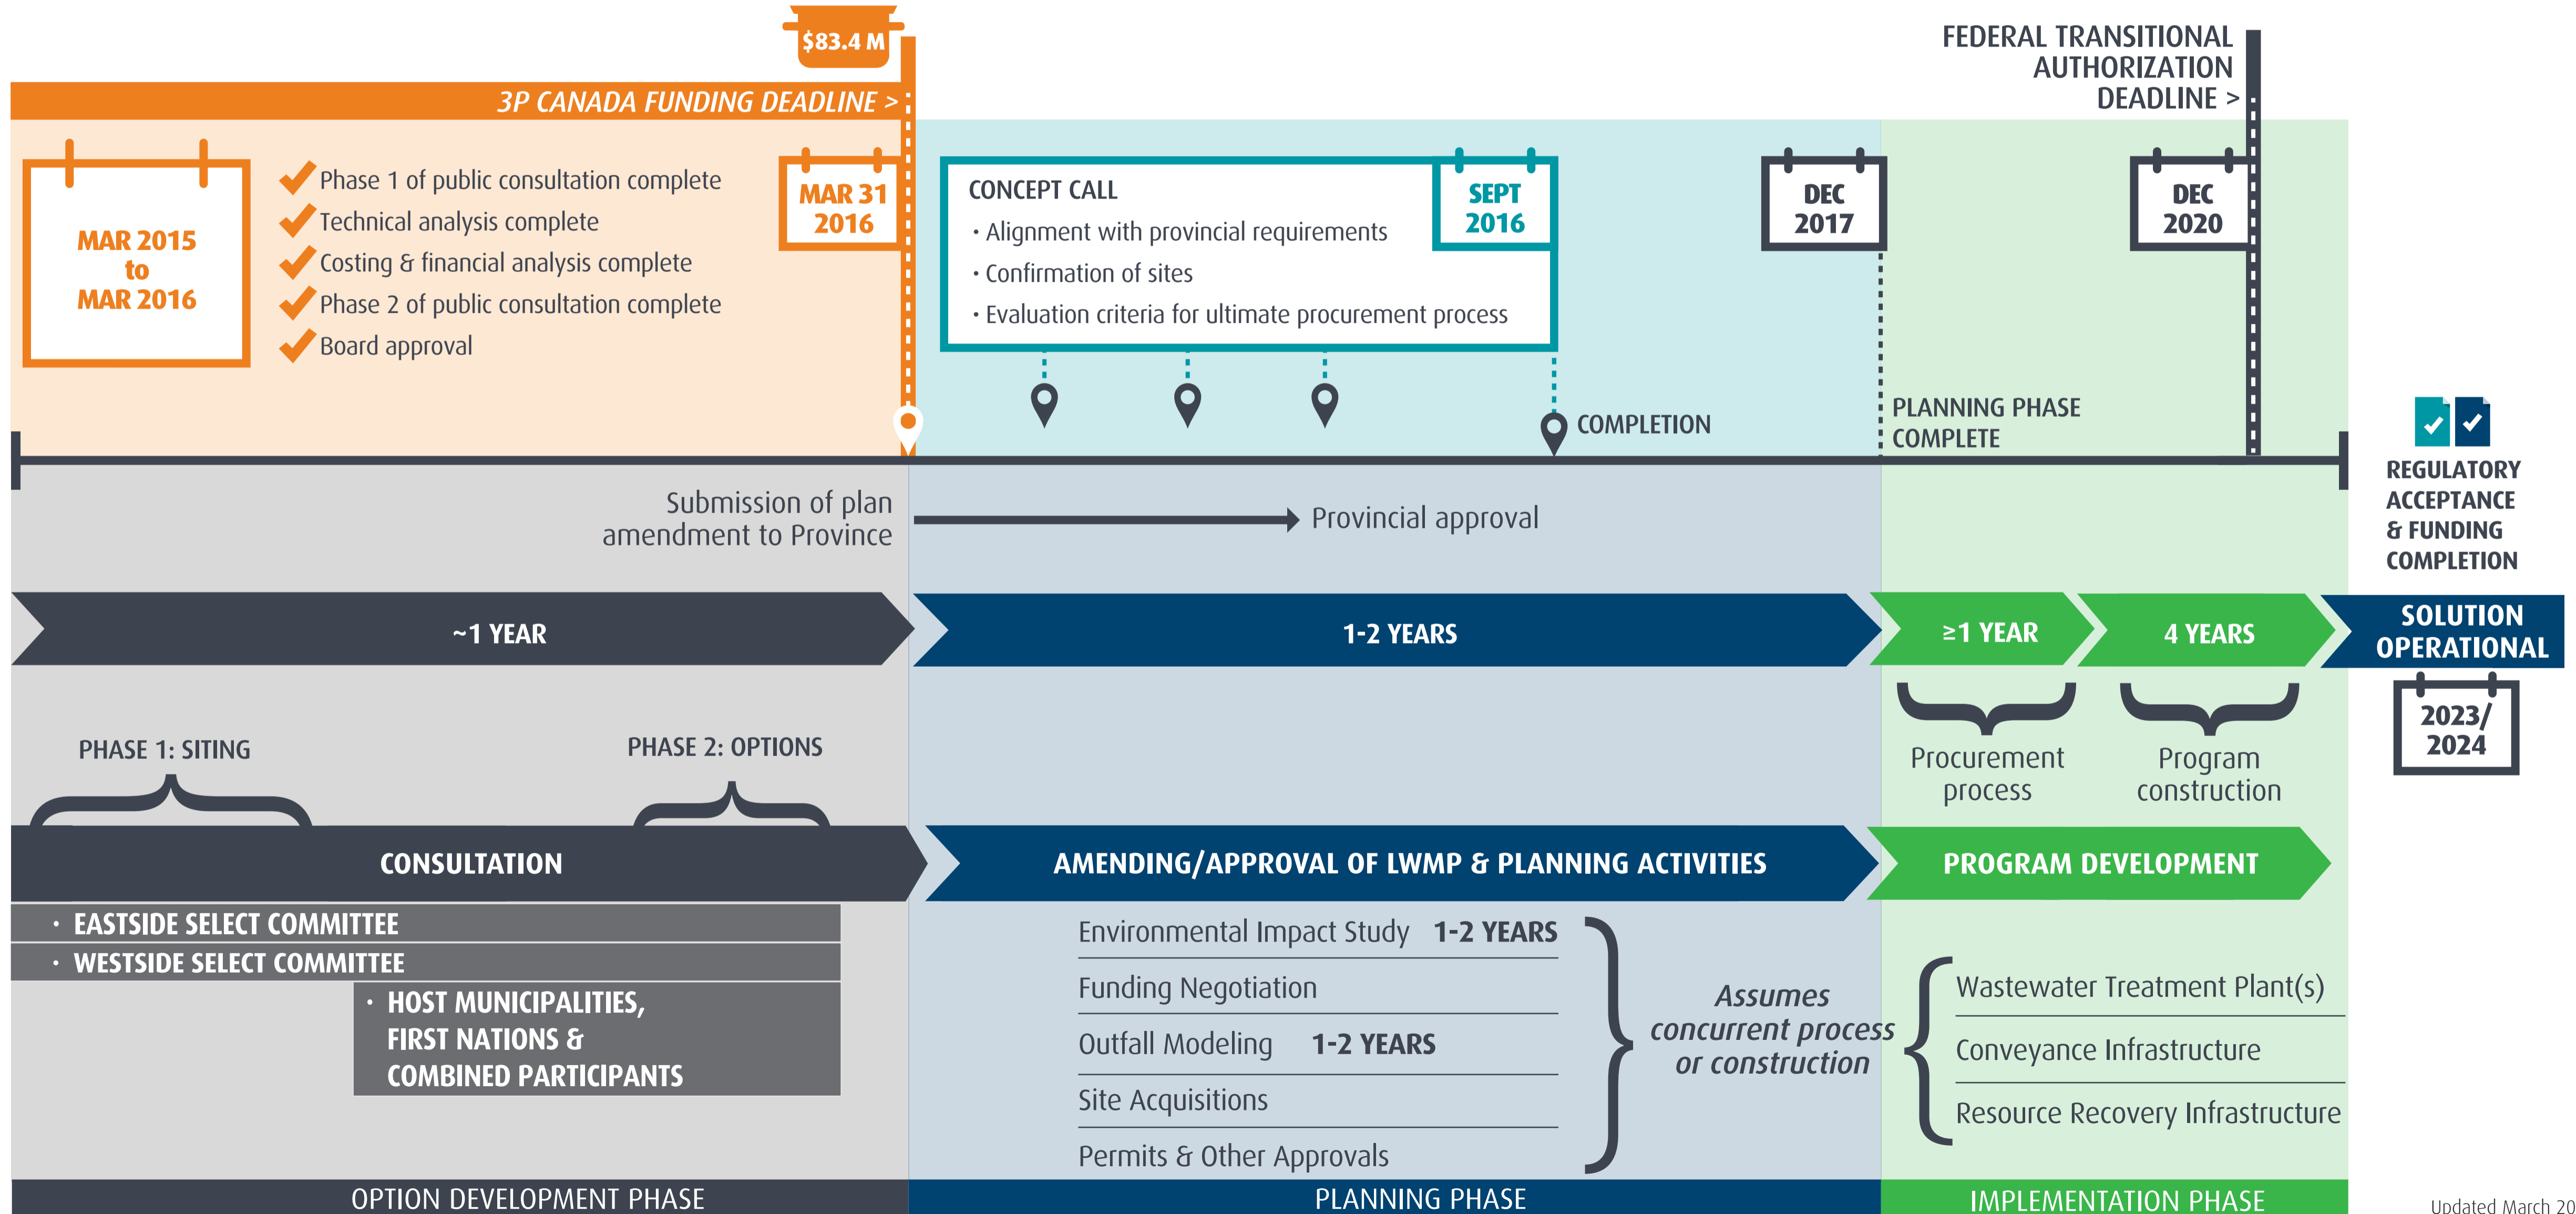 $83.4 M
3P CANADA FUNDING DEADLINE >
FEDERAL TRANSITIONAL
AUTHORIZATION
DEADLINE >
MAR 2015
to
MAR 2016
Phase 1 of public consultation complete
Technical analysis complete
Costing & financial analysis complete
Phase 2 of public consultation complete
Board approval
MAR 31
2016
CONCEPT CALL
· Alignment with provincial requirements
· Confirmation of sites
· Evaluation criteria for ultimate procurement process
SEPT
2016
COMPLETION
DEC
2017
PLANNING PHASE
COMPLETE
DEC
2020
REGULATORY
ACCEPTANCE
& FUNDING
COMPLETION
Submission of plan
amendment to Province
Provincial approval
~1 YEAR
1-2 YEARS
≥1 YEAR
4 YEARS
SOLUTION
OPERATIONAL
2023/
2024
PHASE 1: SITING
PHASE 2: OPTIONS
Procurement
process
Program
construction
CONSULTATION
AMENDING/APPROVAL OF LWMP & PLANNING ACTIVITIES
PROGRAM DEVELOPMENT
· EASTSIDE SELECT COMMITTEE
· WESTSIDE SELECT COMMITTEE
· HOST MUNICIPALITIES,
FIRST NATIONS &
COMBINED PARTICIPANTS
Environmental Impact Study 1-2 YEARS
Funding Negotiation
Outfall Modeling 1-2 YEARS
Site Acquisitions
Permits & Other Approvals
Assumes
concurrent process
or construction
Wastewater Treatment Plant(s)
Conveyance Infrastructure
Resource Recovery Infrastructure
OPTION DEVELOPMENT PHASE
PLANNING PHASE
IMPLEMENTATION PHASE
Updated March 20